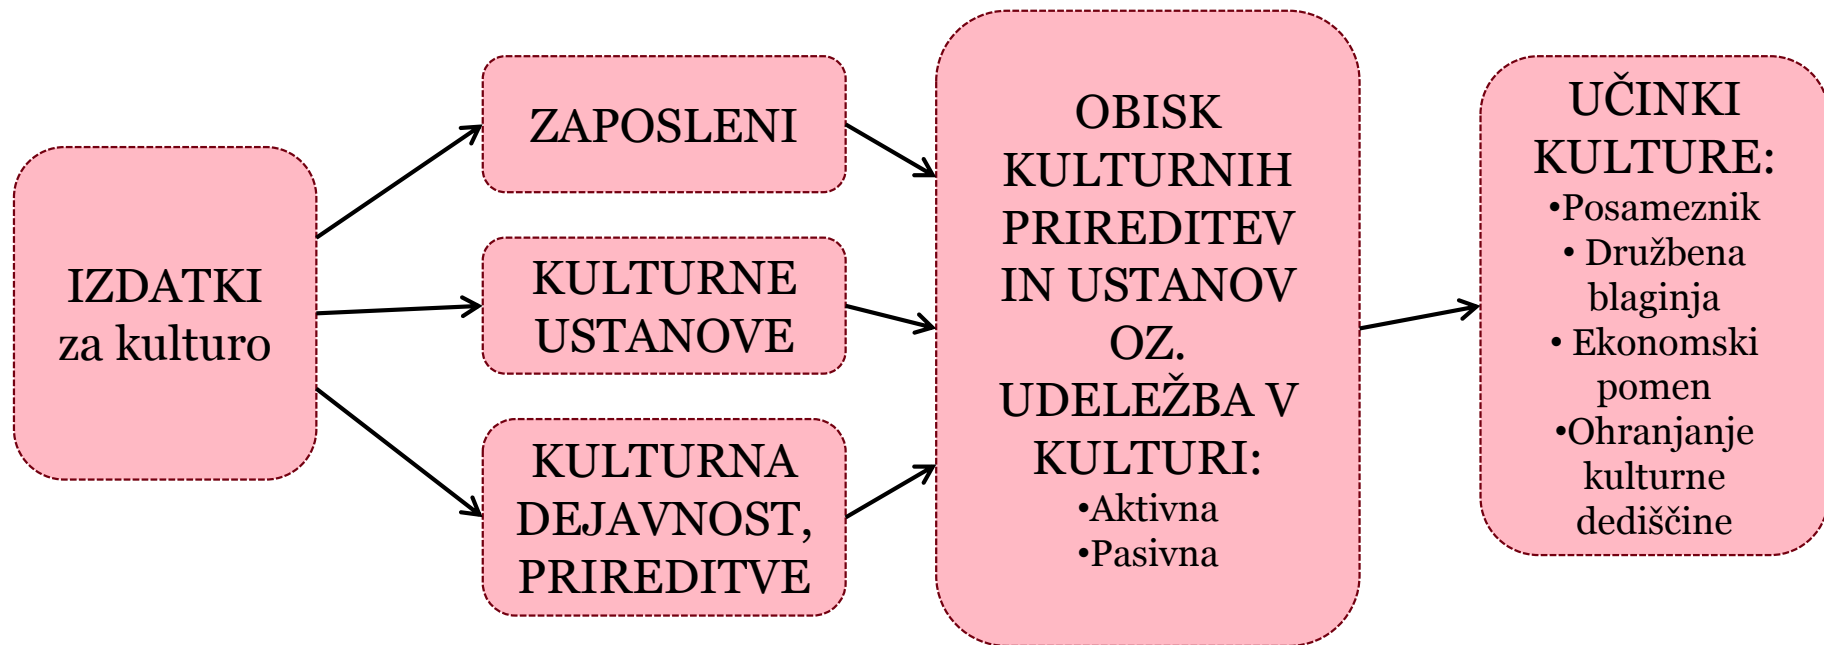 IZDATKI
za kulturo
ZAPOSLENI
KULTURNE
USTANOVE
KULTURNA
DEJAVNOST,
PRIREDITVE
OBISK
KULTURNIH
PRIREDITEV
IN USTANOV
OZ.
UDELEŽBA V
KULTURI:
•Aktivna
•Pasivna
UČINKI
KULTURE:
•Posameznik
• Družbena
blaginja
• Ekonomski
pomen
•Ohranjanje
kulturne
dediščine